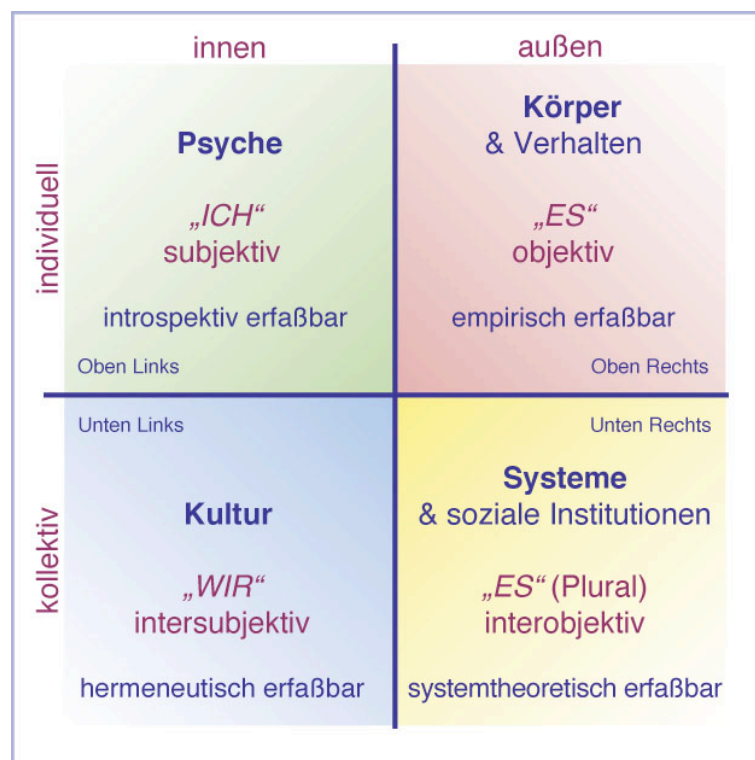 innen
außen
individuell
Psyche
„ICH“
subjektiv
introspektiv erfaßbar
Oben Links
Körper
& Verhalten
„ES“
objektiv
empirisch erfaßbar
Oben Rechts
kollektiv
Unten Links
Kultur
„WIR“
intersubjektiv
hermeneutisch erfaßbar
Unten Rechts
Systeme
& soziale Institutionen
„ES“ (Plural)
interobjektiv
systemtheoretisch erfaßbar